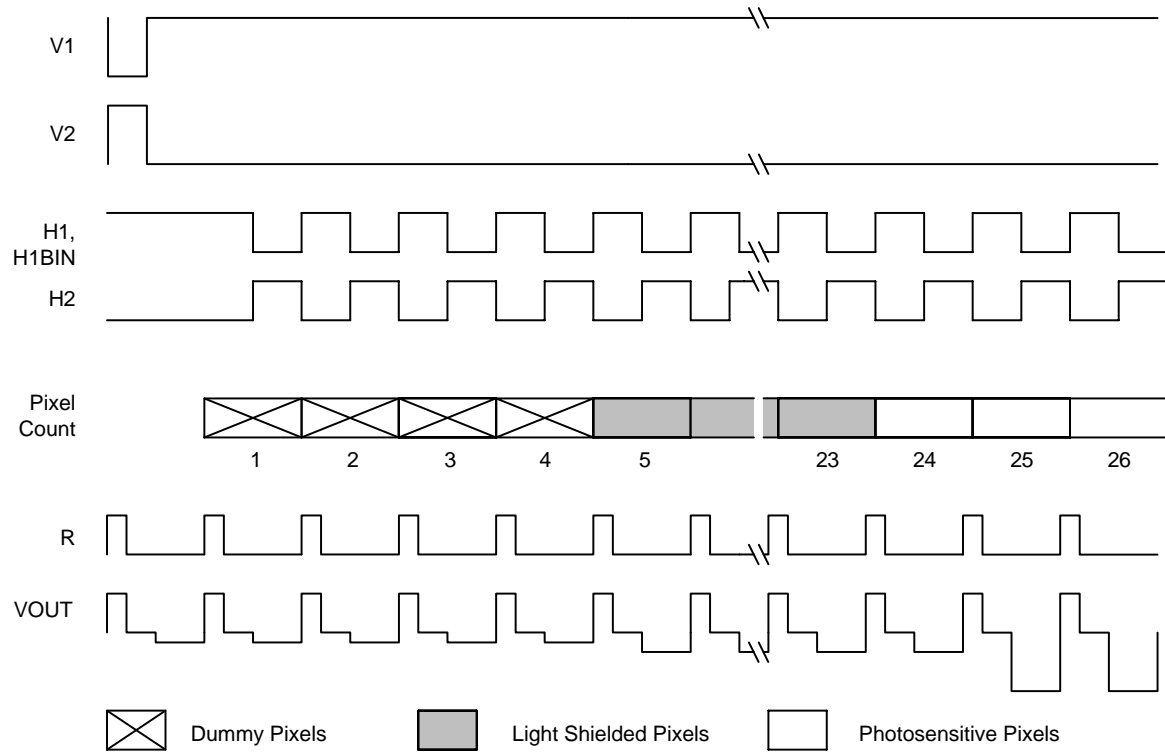 V1
V2
H1,
H1BIN
H2
Pixel
Count
1 2 3 4 5 23 24 25 26
R
VOUT
Dummy Pixels Light Shielded Pixels Photosensitive Pixels